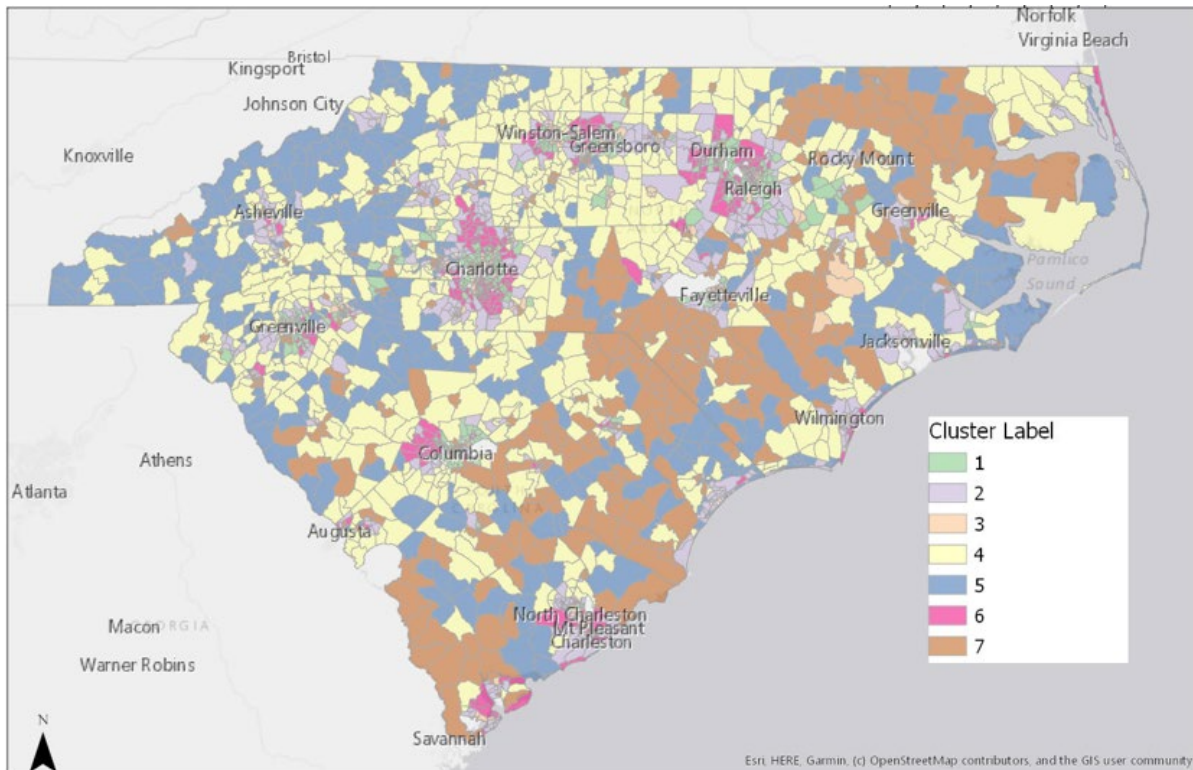 Norfolk
Virginia Beach
Bristol
Kingsport
Johnson City
Knoxville
Winston-Salem
Greensboro
Durham
Rocky Mount
Raleigh
Asheville
Greenville
Charlotte
Pamlico
Sound
Fayetteville
Greenville
Jacksonville
Wilmington
Columbia
Athens
Atlanta
Augusta
North Charleston
Mt Pleasant
Charleston
Macon
GEORGIA
Warner Robins
Savannah
Cluster Label
1
2
3
4
5
6
7
N
Esri, HERE, Garmin, (c) OpenStreetMap contributors, and the GIS user community